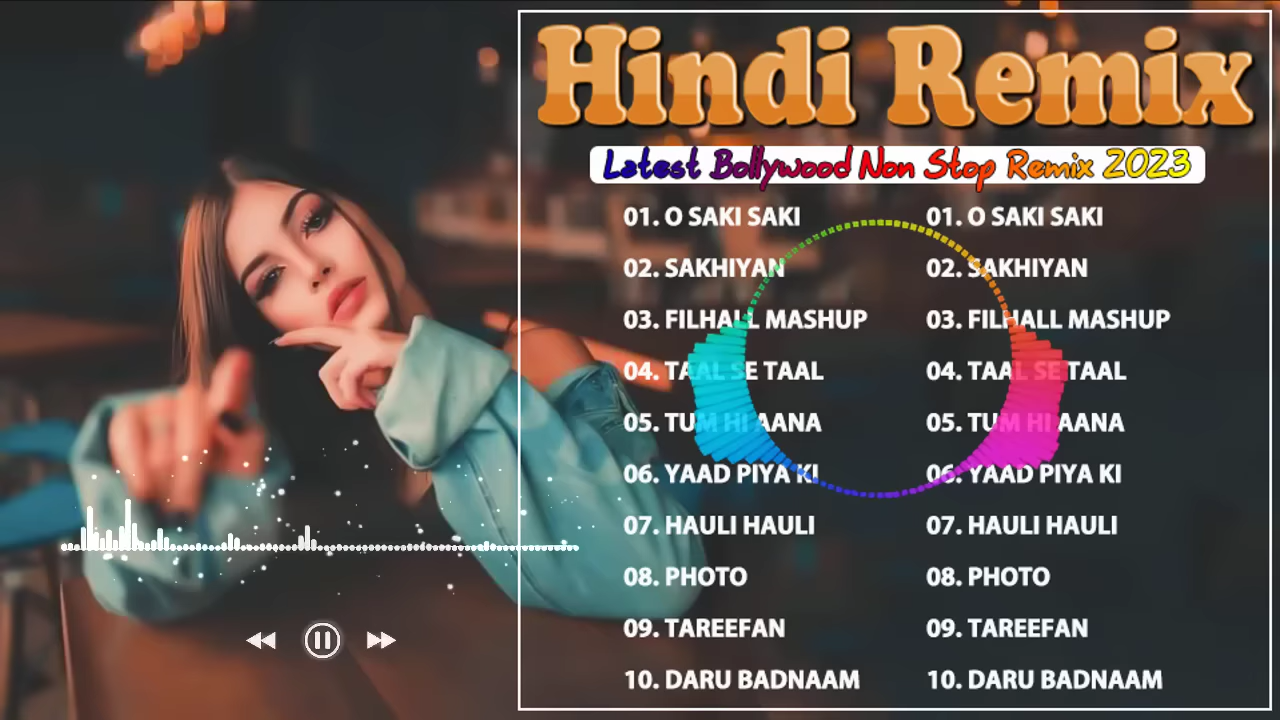 Hindi Remix
Latest Bollywood Non Stop Remix 2023
01. O SAKI SAKI
02. SAKHIYAN
03. FILHALL MASHUP
04. TAAL SE TAAL
05. TUM HI AANA
06. YAAD PIYA KI
07. HAULI HAULI
08. PHOTO
09. TAREEFAN
10. DARU BADNAAM
01. O SAKI SAKI
02. SAKHIYAN
03. FILHALL MASHUP
04. TAAL SE TAAL
05. TUM HI AANA
06. YAAD PIYA KI
07. HAULI HAULI
08. PHOTO
09. TAREEFAN
10. DARU BADNAAM